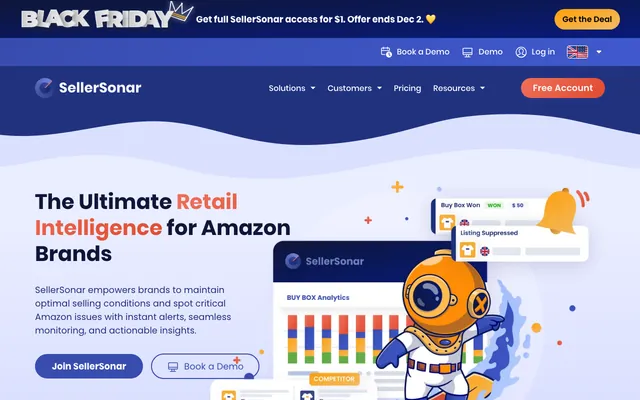 BLACK FRIDAY
Get full SellerSonar access for $1. Offer ends Dec 2. 💛
Get the Deal
Book a Demo
Demo
Log in
SellerSonar
Solutions
Customers
Pricing
Resources
Free Account
The Ultimate Retail
Intelligence for Amazon
Brands
SellerSonar empowers brands to maintain
optimal selling conditions and spot critical
Amazon issues with instant alerts, seamless
monitoring, and actionable insights.
Join SellerSonar
Book a Demo
Buy Box Won WON $ 50
Listing Suppressed
SellerSonar
BUY BOX Analytics
COMPETITOR